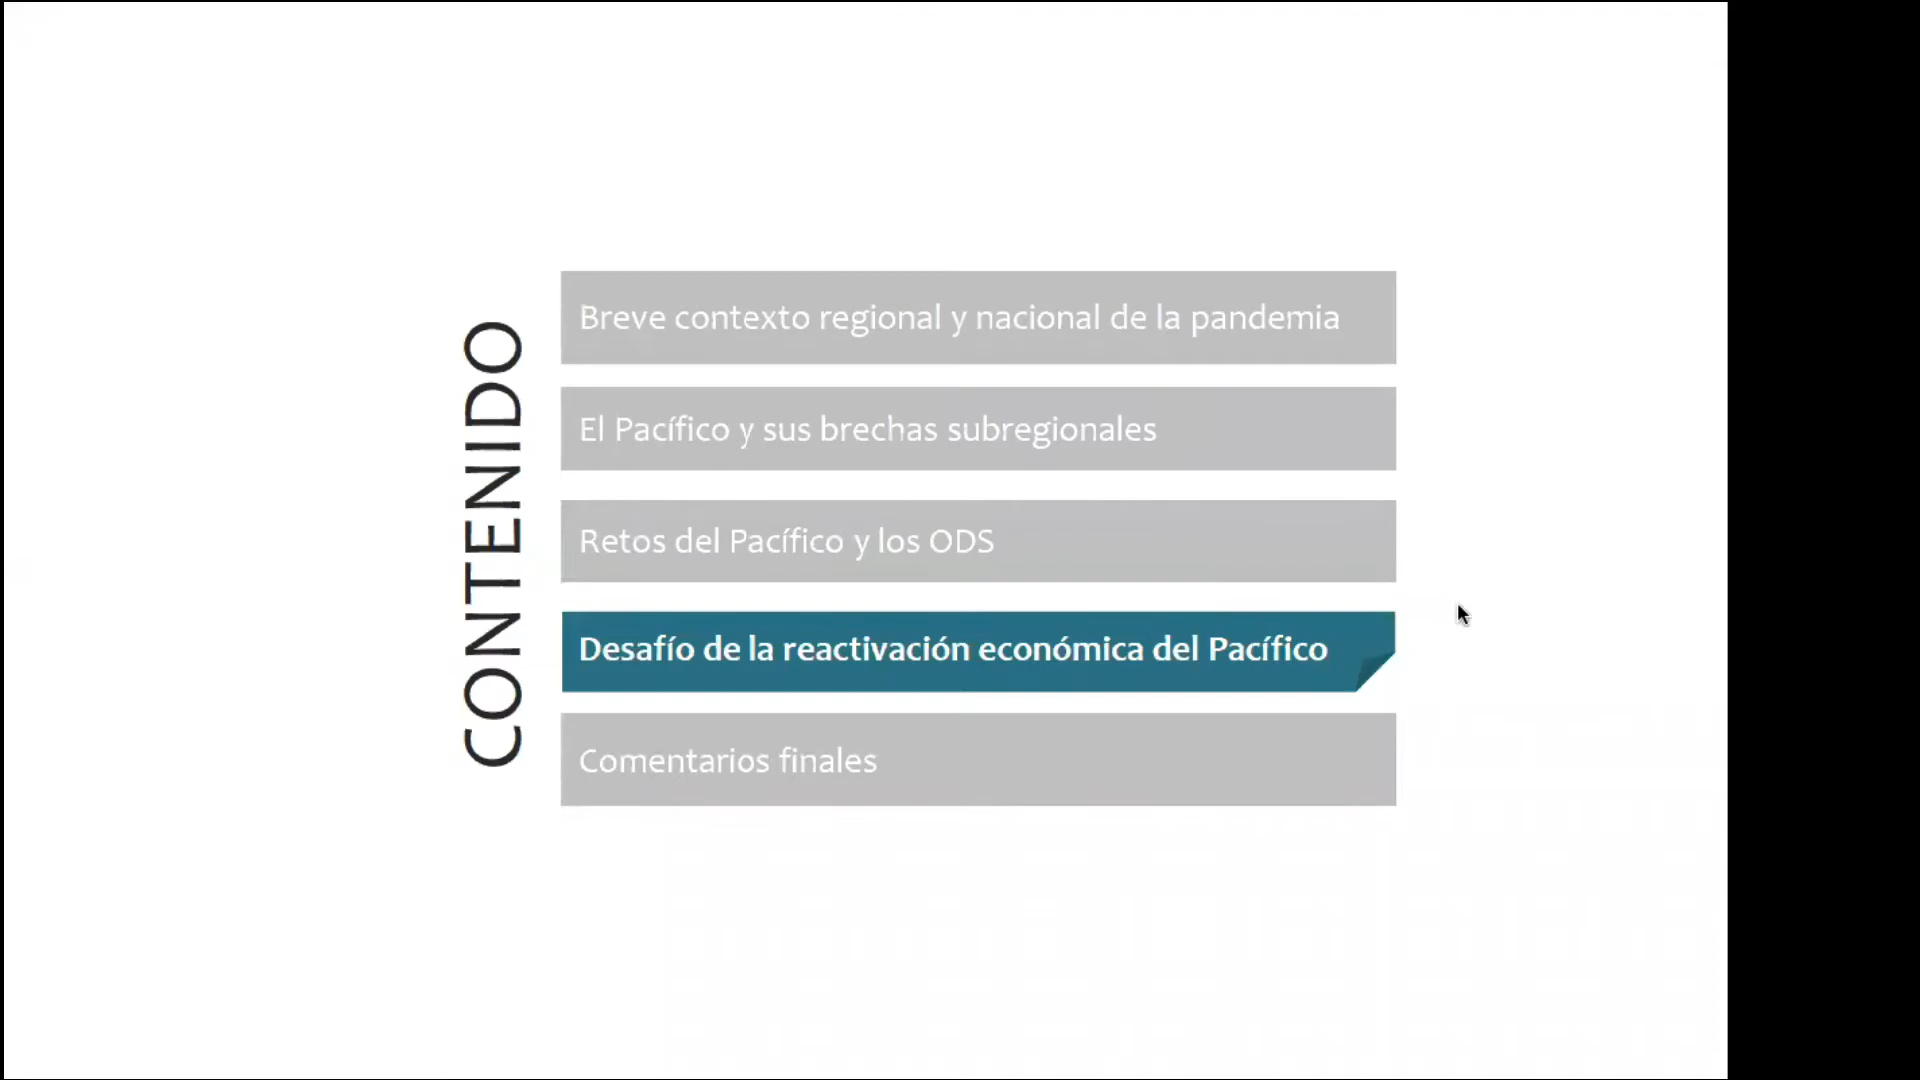 CONTENIDO
Breve contexto regional y nacional de la pandemia
El Pacífico y sus brechas subregionales
Retos del Pacífico y los ODS
Desafío de la reactivación económica del Pacífico
Comentarios finales